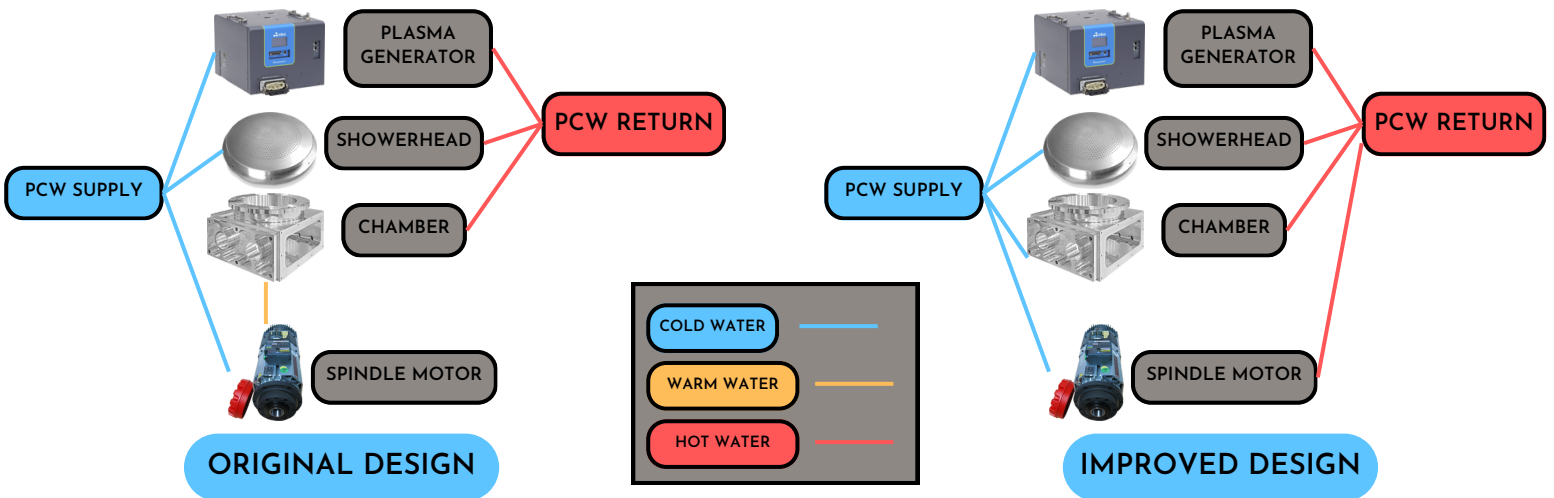 PLASMA
GENERATOR
SHOWERHEAD
CHAMBER
SPINDLE MOTOR
PCW SUPPLY
PCW RETURN
ORIGINAL DESIGN
COLD WATER
WARM WATER
HOT WATER
PLASMA
GENERATOR
SHOWERHEAD
CHAMBER
SPINDLE MOTOR
PCW SUPPLY
PCW RETURN
IMPROVED DESIGN